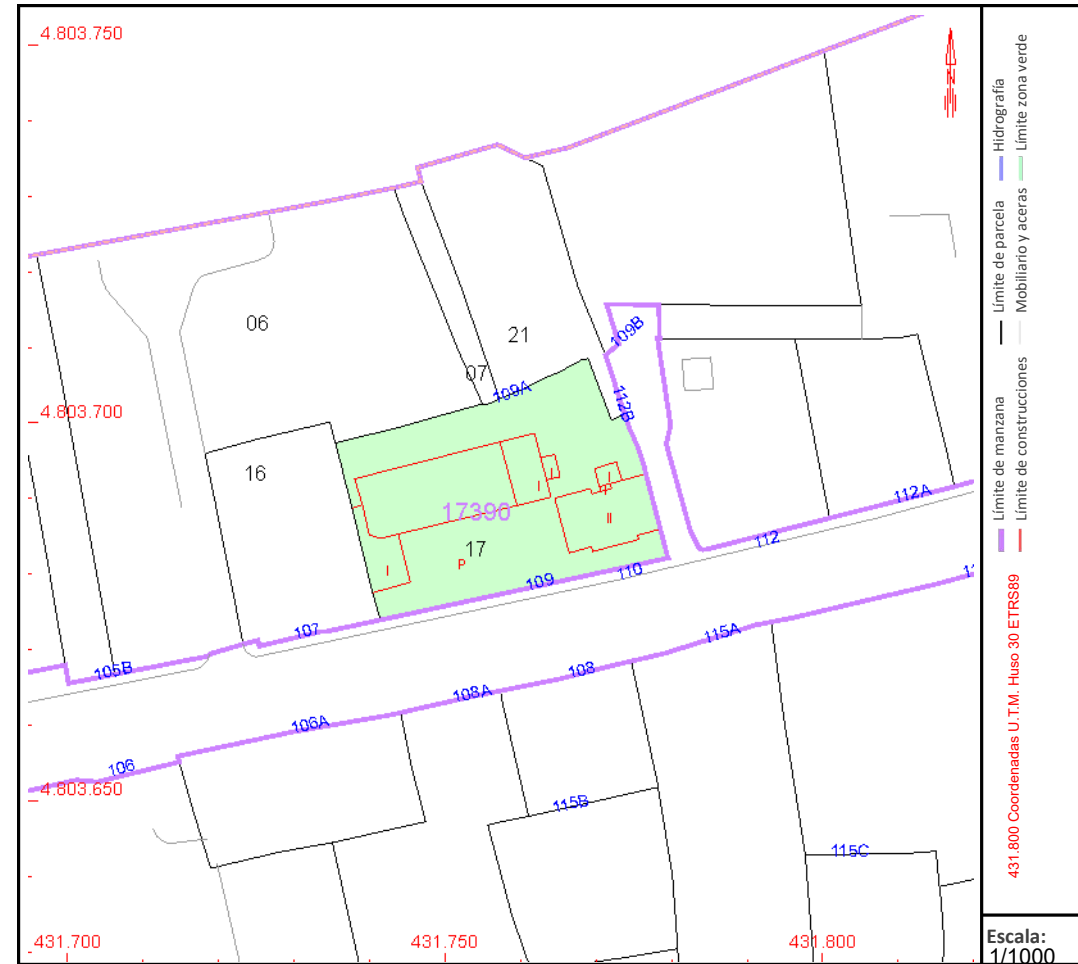 4.803.750
N
109B
06
21
07
109A
4.803.700
112B
16
I
I
I
112A
17390
II
17
P
I
112
109
110
107
115A
105B
108
108A
106A
106
4.803.650
115B
115C
431.700
431.750
431.800
Límite de manzana
Límite de parcela
Hidrografía
Límite de construcciones
Mobiliario y aceras
Límite zona verde
431.800 Coordenadas U.T.M. Huso 30 ETRS89
Escala:
1/1000